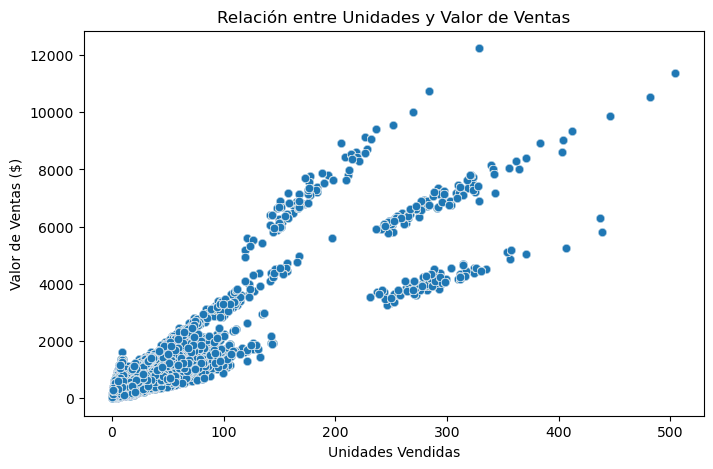 Relación entre Unidades y Valor de Ventas
Valor de Ventas ($)
12000
10000
8000
6000
4000
2000
0
0 100 200 300 400 500
Unidades Vendidas